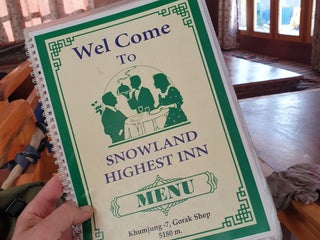 Wel Come
To
SNOWLAND
HIGHEST INN
MENU
Khumjung -7, Gorak Shep
5180 m.